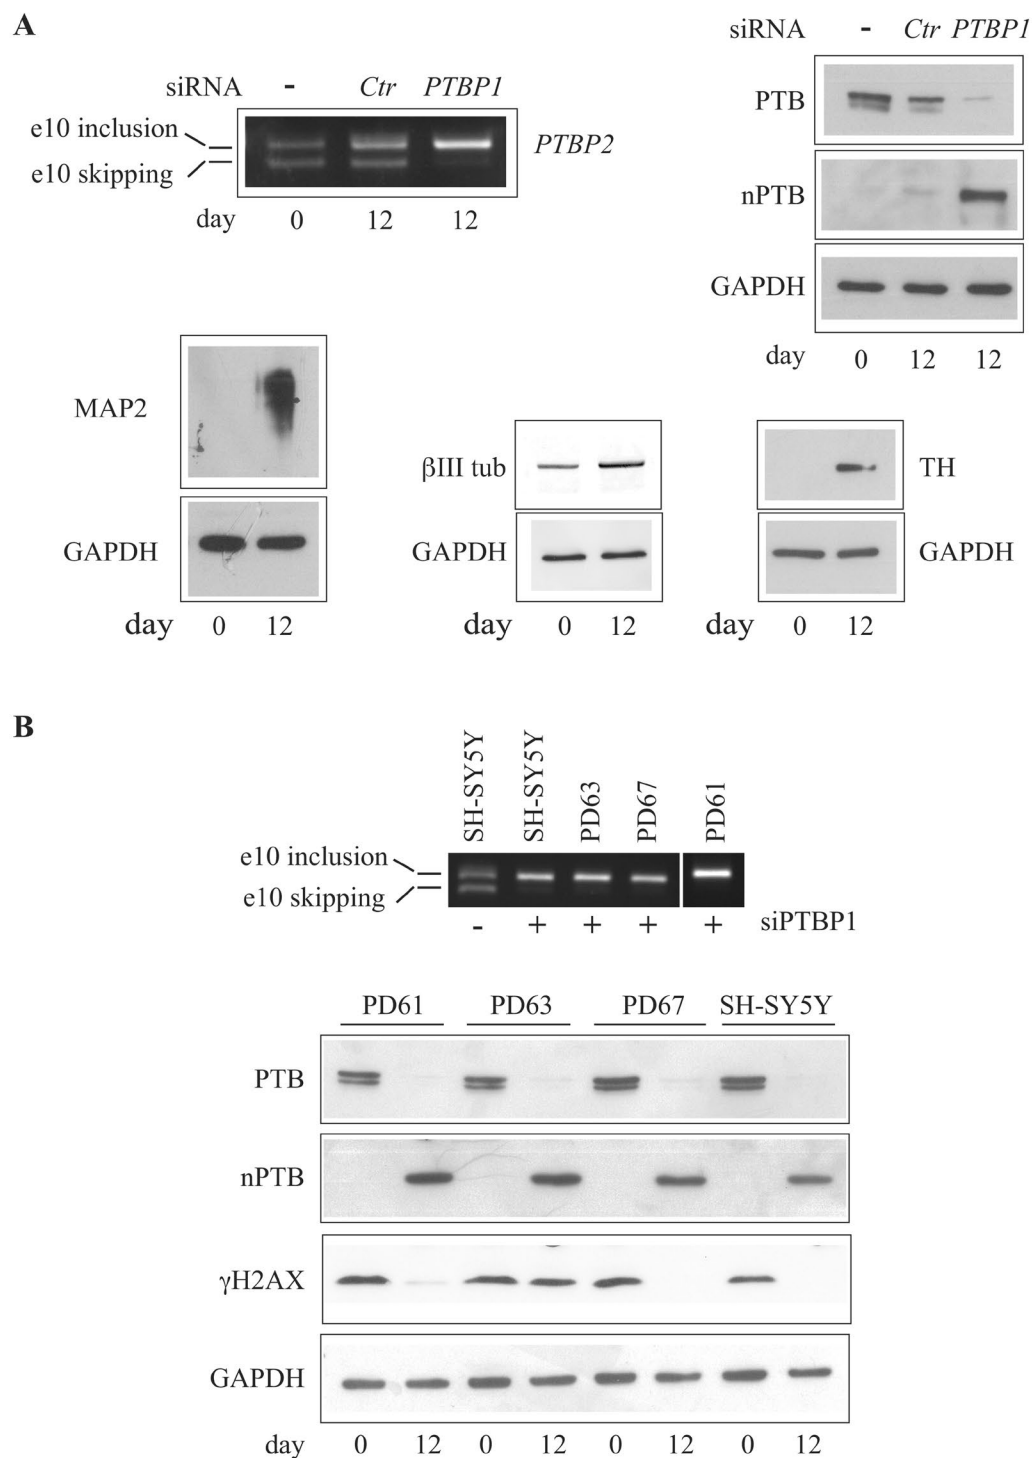 A
siRNA - Ctr PTBP1
e10 inclusion
e10 skipping
PTBP2
day 0 12 12
siRNA - Ctr PTBP1
PTB
nPTB
GAPDH
day 0 12 12
MAP2
GAPDH
day 0 12
βIII tub
GAPDH
day 0 12
TH
GAPDH
day 0 12
B
SH-SY5Y SH-SY5Y PD63 PD67 PD61
e10 inclusion
e10 skipping
- + + + + siPTBP1
PD61 PD63 PD67 SH-SY5Y
PTB
nPTB
γH2AX
GAPDH
day 0 12 0 12 0 12 0 12